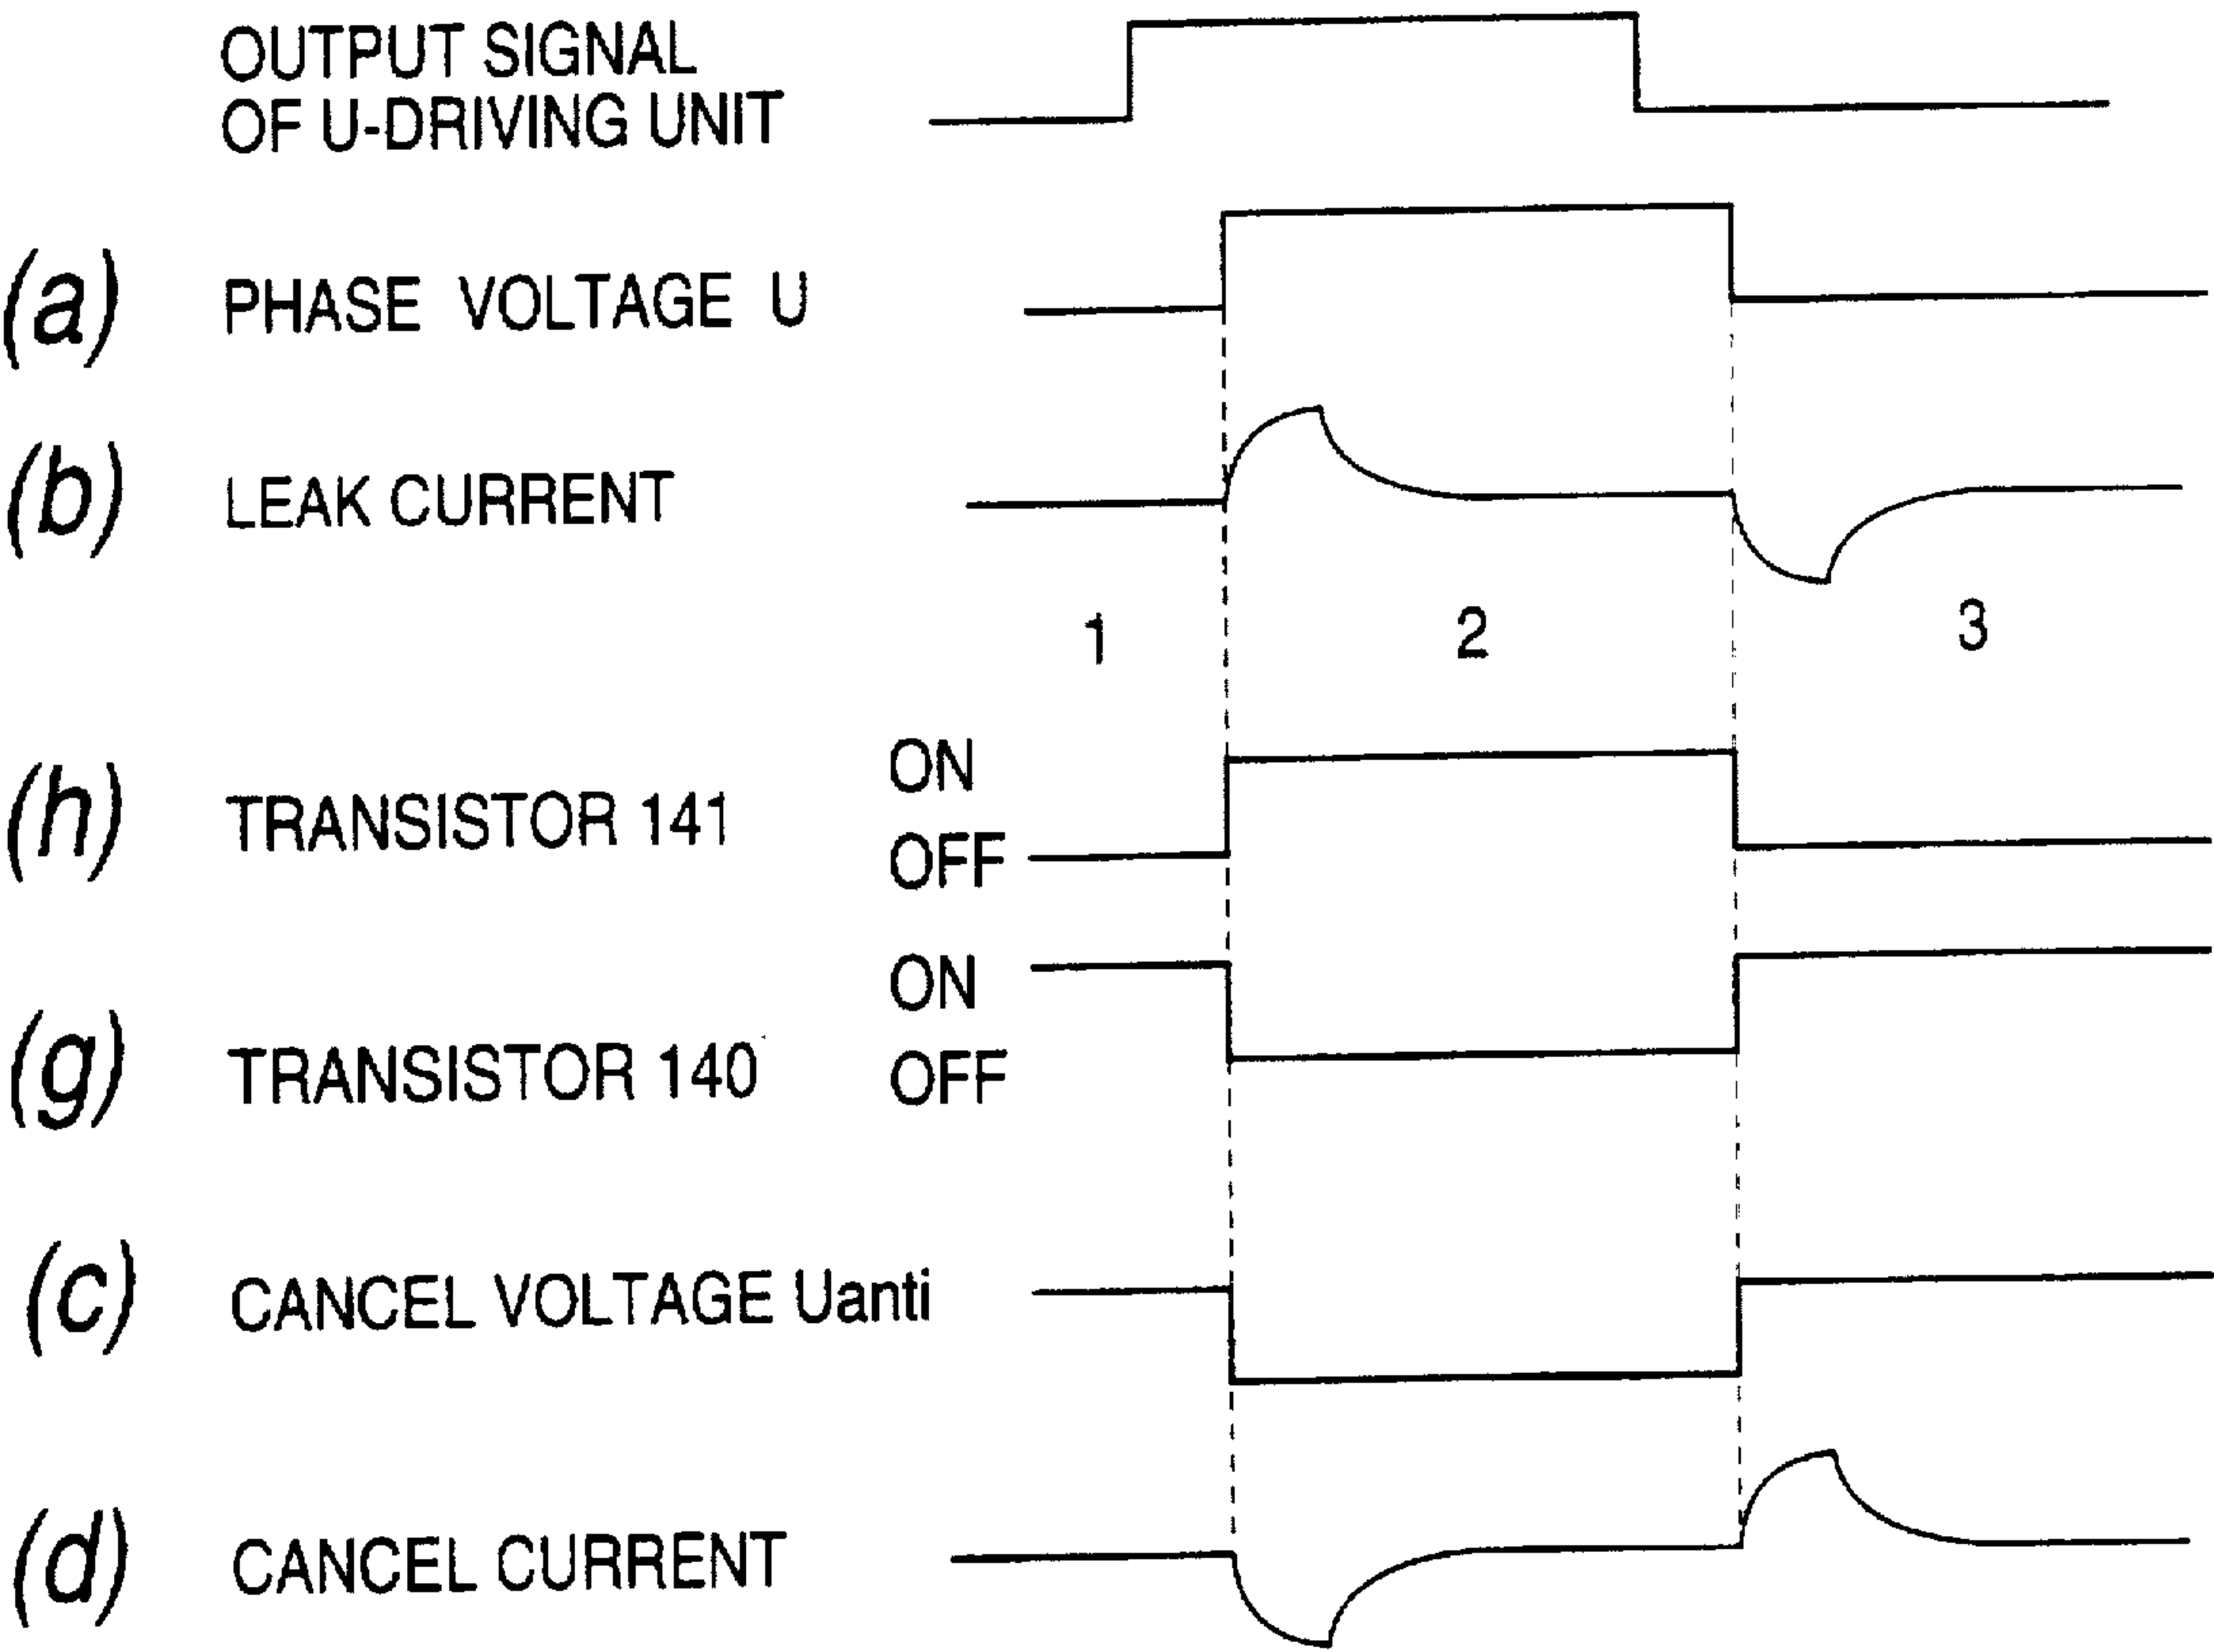 OUTPUT SIGNAL
OF U-DRIVING UNIT
(a) PHASE VOLTAGE U
(b) LEAK CURRENT
1 2 3
(h) TRANSISTOR 141 ON OFF
(g) TRANSISTOR 140 ON OFF
(c) CANCEL VOLTAGE Uanti
(d) CANCEL CURRENT